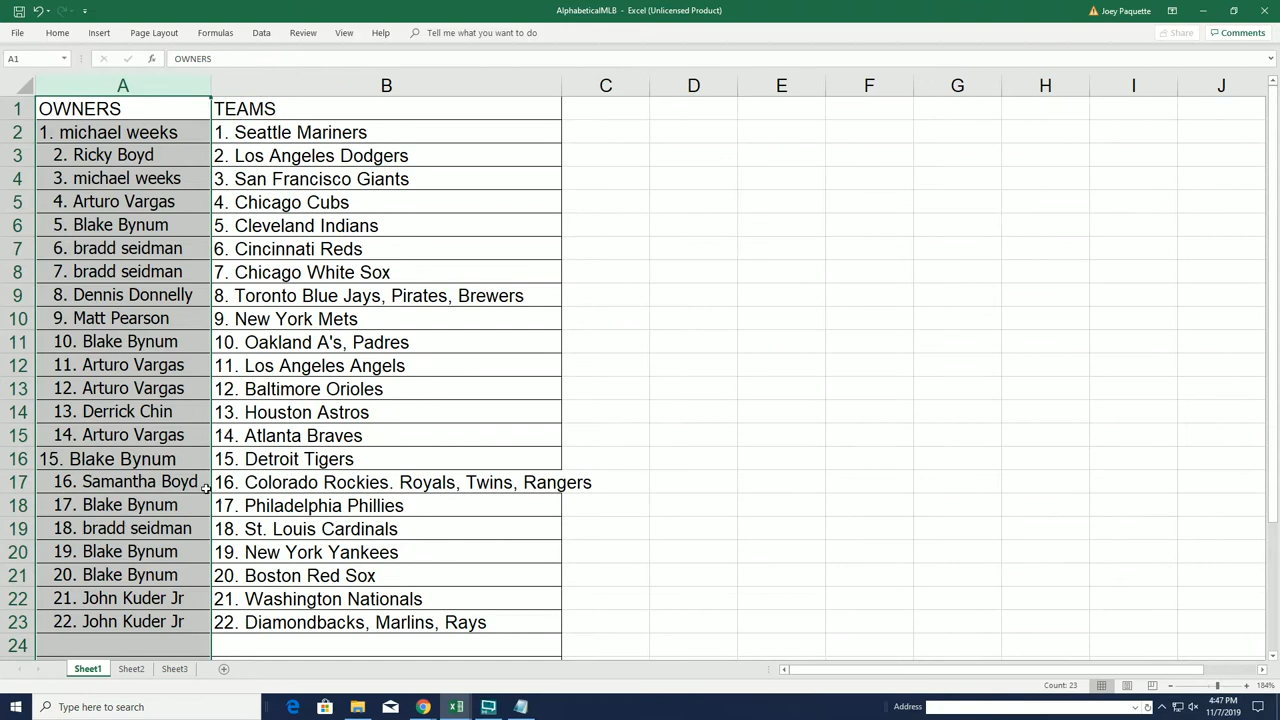 AlphabeticalMLB - Excel (Unlicensed Product)
Joey Paquette
File Home Insert Page Layout Formulas Data Review View Help Tell me what you want to do
Share Comments
A1 fx OWNERS
A B C D E F G H I J
1 OWNERS TEAMS
2 1. michael weeks 1. Seattle Mariners
3 2. Ricky Boyd 2. Los Angeles Dodgers
4 3. michael weeks 3. San Francisco Giants
5 4. Arturo Vargas 4. Chicago Cubs
6 5. Blake Bynum 5. Cleveland Indians
7 6. bradd seidman 6. Cincinnati Reds
8 7. bradd seidman 7. Chicago White Sox
9 8. Dennis Donnelly 8. Toronto Blue Jays, Pirates, Brewers
10 9. Matt Pearson 9. New York Mets
11 10. Blake Bynum 10. Oakland A's, Padres
12 11. Arturo Vargas 11. Los Angeles Angels
13 12. Arturo Vargas 12. Baltimore Orioles
14 13. Derrick Chin 13. Houston Astros
15 14. Arturo Vargas 14. Atlanta Braves
16 15. Blake Bynum 15. Detroit Tigers
17 16. Samantha Boyd 16. Colorado Rockies. Royals, Twins, Rangers
18 17. Blake Bynum 17. Philadelphia Phillies
19 18. bradd seidman 18. St. Louis Cardinals
20 19. Blake Bynum 19. New York Yankees
21 20. Blake Bynum 20. Boston Red Sox
22 21. John Kuder Jr 21. Washington Nationals
23 22. John Kuder Jr 22. Diamondbacks, Marlins, Rays
24
Sheet1 Sheet2 Sheet3
Count: 23 184%
Type here to search
Address
4:47 PM
11/7/2019